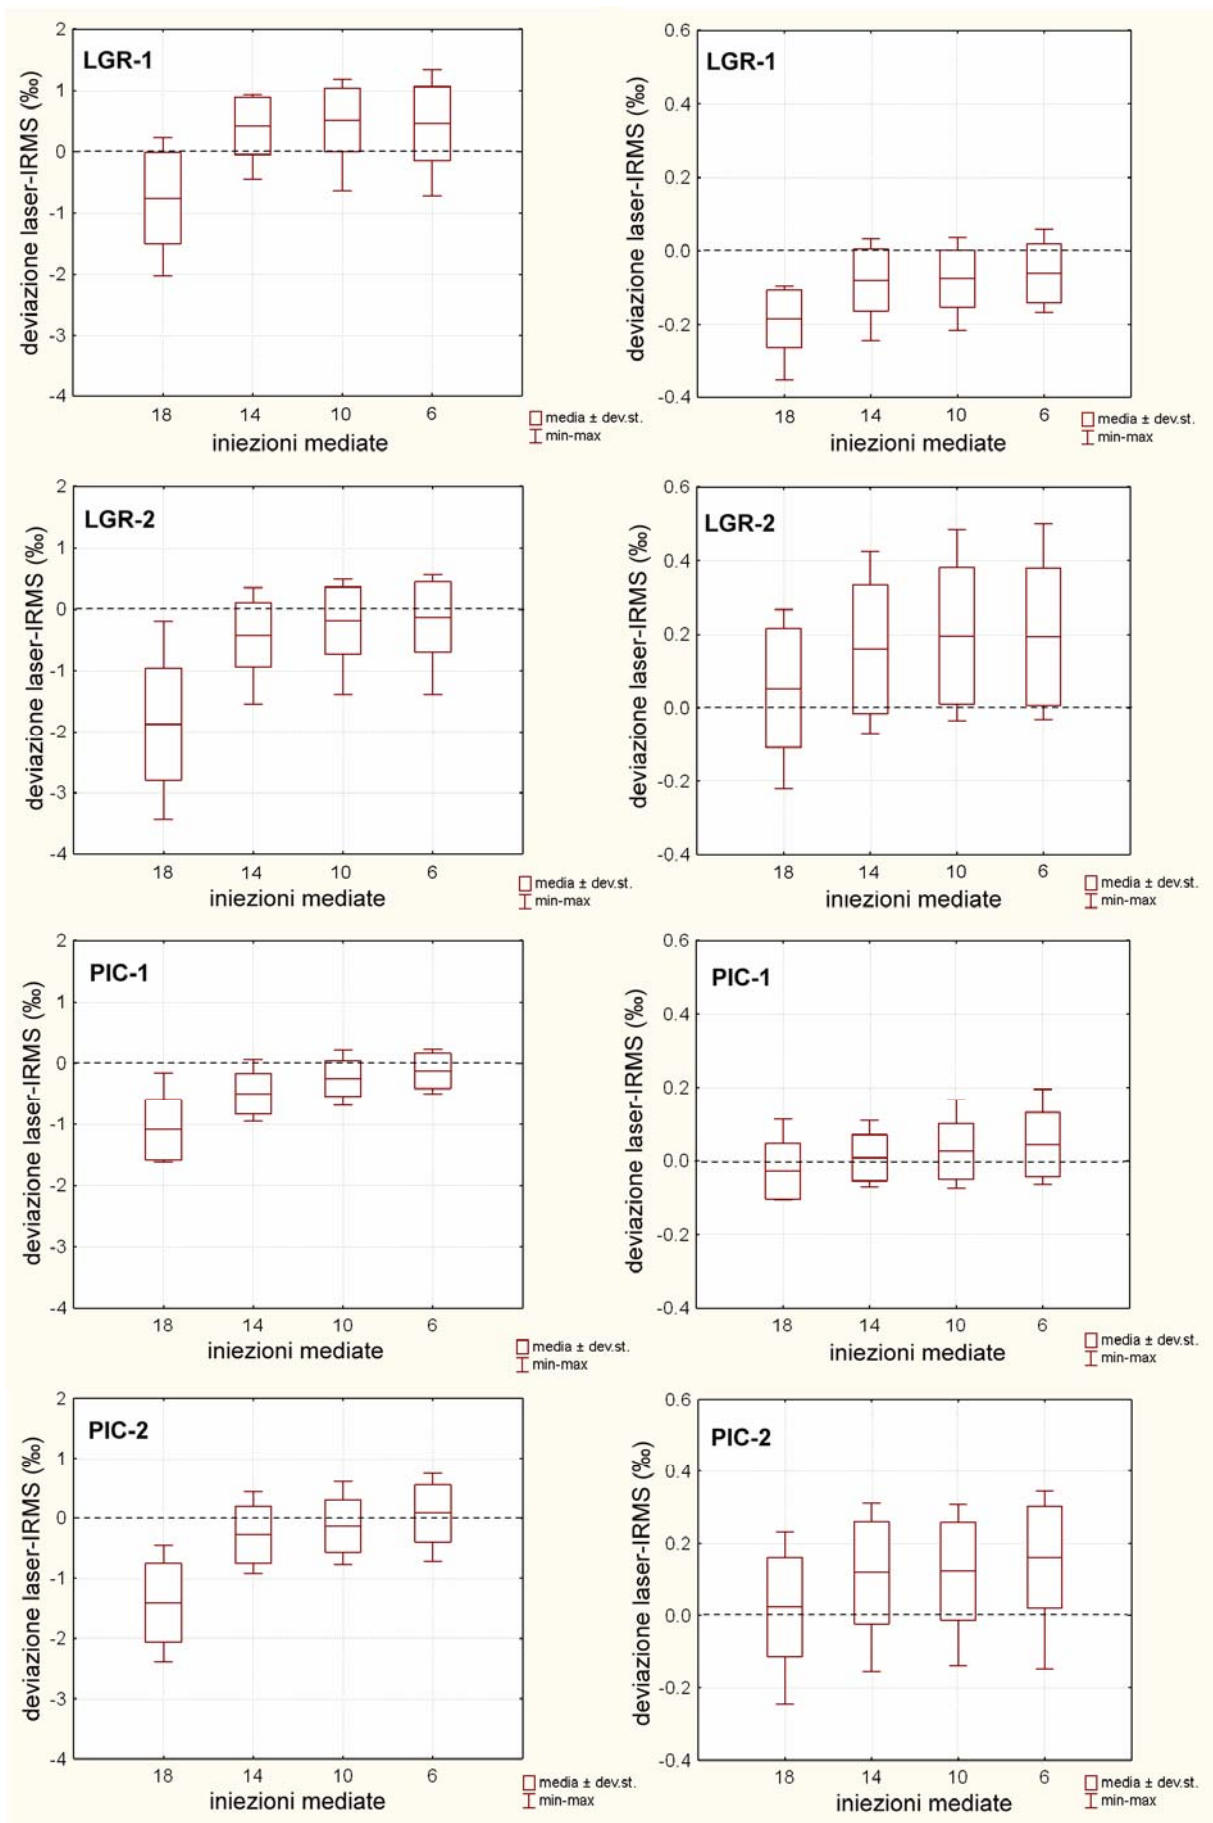 LGR-1
deviazione laser-IRMS (‰)
2
1
0
-1
-2
-3
-4
18 14 10 6
iniezioni mediate
media ± dev.st.
min-max
LGR-1
deviazione laser-IRMS (‰)
0.6
0.4
0.2
0.0
-0.2
-0.4
18 14 10 6
iniezioni mediate
media ± dev.st.
min-max
LGR-2
deviazione laser-IRMS (‰)
2
1
0
-1
-2
-3
-4
18 14 10 6
iniezioni mediate
media ± dev.st.
min-max
LGR-2
deviazione laser-IRMS (‰)
0.6
0.4
0.2
0.0
-0.2
-0.4
18 14 10 6
iniezioni mediate
media ± dev.st.
min-max
PIC-1
deviazione laser-IRMS (‰)
2
1
0
-1
-2
-3
-4
18 14 10 6
iniezioni mediate
media ± dev.st.
min-max
PIC-1
deviazione laser-IRMS (‰)
0.6
0.4
0.2
0.0
-0.2
-0.4
18 14 10 6
iniezioni mediate
media ± dev.st.
min-max
PIC-2
deviazione laser-IRMS (‰)
2
1
0
-1
-2
-3
-4
18 14 10 6
iniezioni mediate
media ± dev.st.
min-max
PIC-2
deviazione laser-IRMS (‰)
0.6
0.4
0.2
0.0
-0.2
-0.4
18 14 10 6
iniezioni mediate
media ± dev.st.
min-max